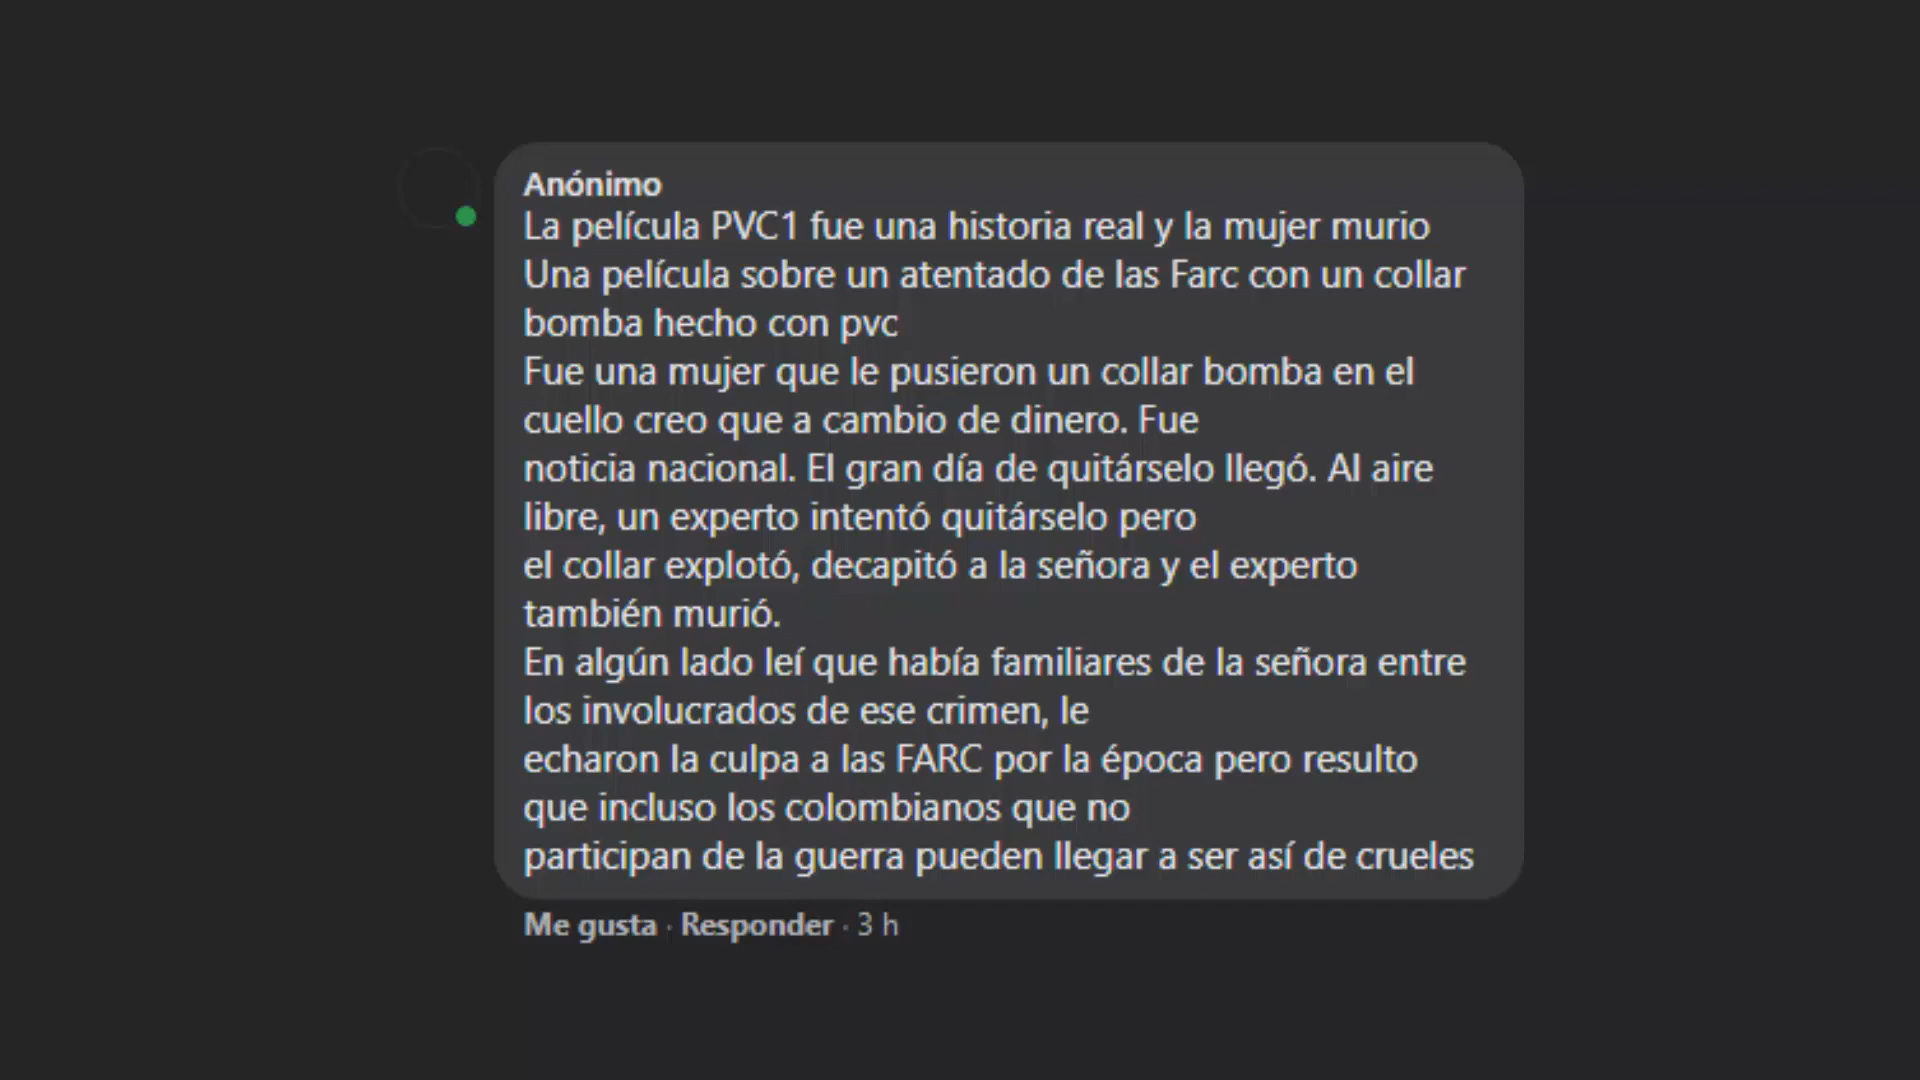 Anónimo
La película PVC1 fue una historia real y la mujer murio
Una película sobre un atentado de las Farc con un collar
bomba hecho con pvc
Fue una mujer que le pusieron un collar bomba en el
cuello creo que a cambio de dinero. Fue
noticia nacional. El gran día de quitárselo llegó. Al aire
libre, un experto intentó quitárselo pero
el collar explotó, decapitó a la señora y el experto
también murió.
En algún lado leí que había familiares de la señora entre
los involucrados de ese crimen, le
echaron la culpa a las FARC por la época pero resulto
que incluso los colombianos que no
participan de la guerra pueden llegar a ser así de crueles
Me gusta · Responder · 3 h